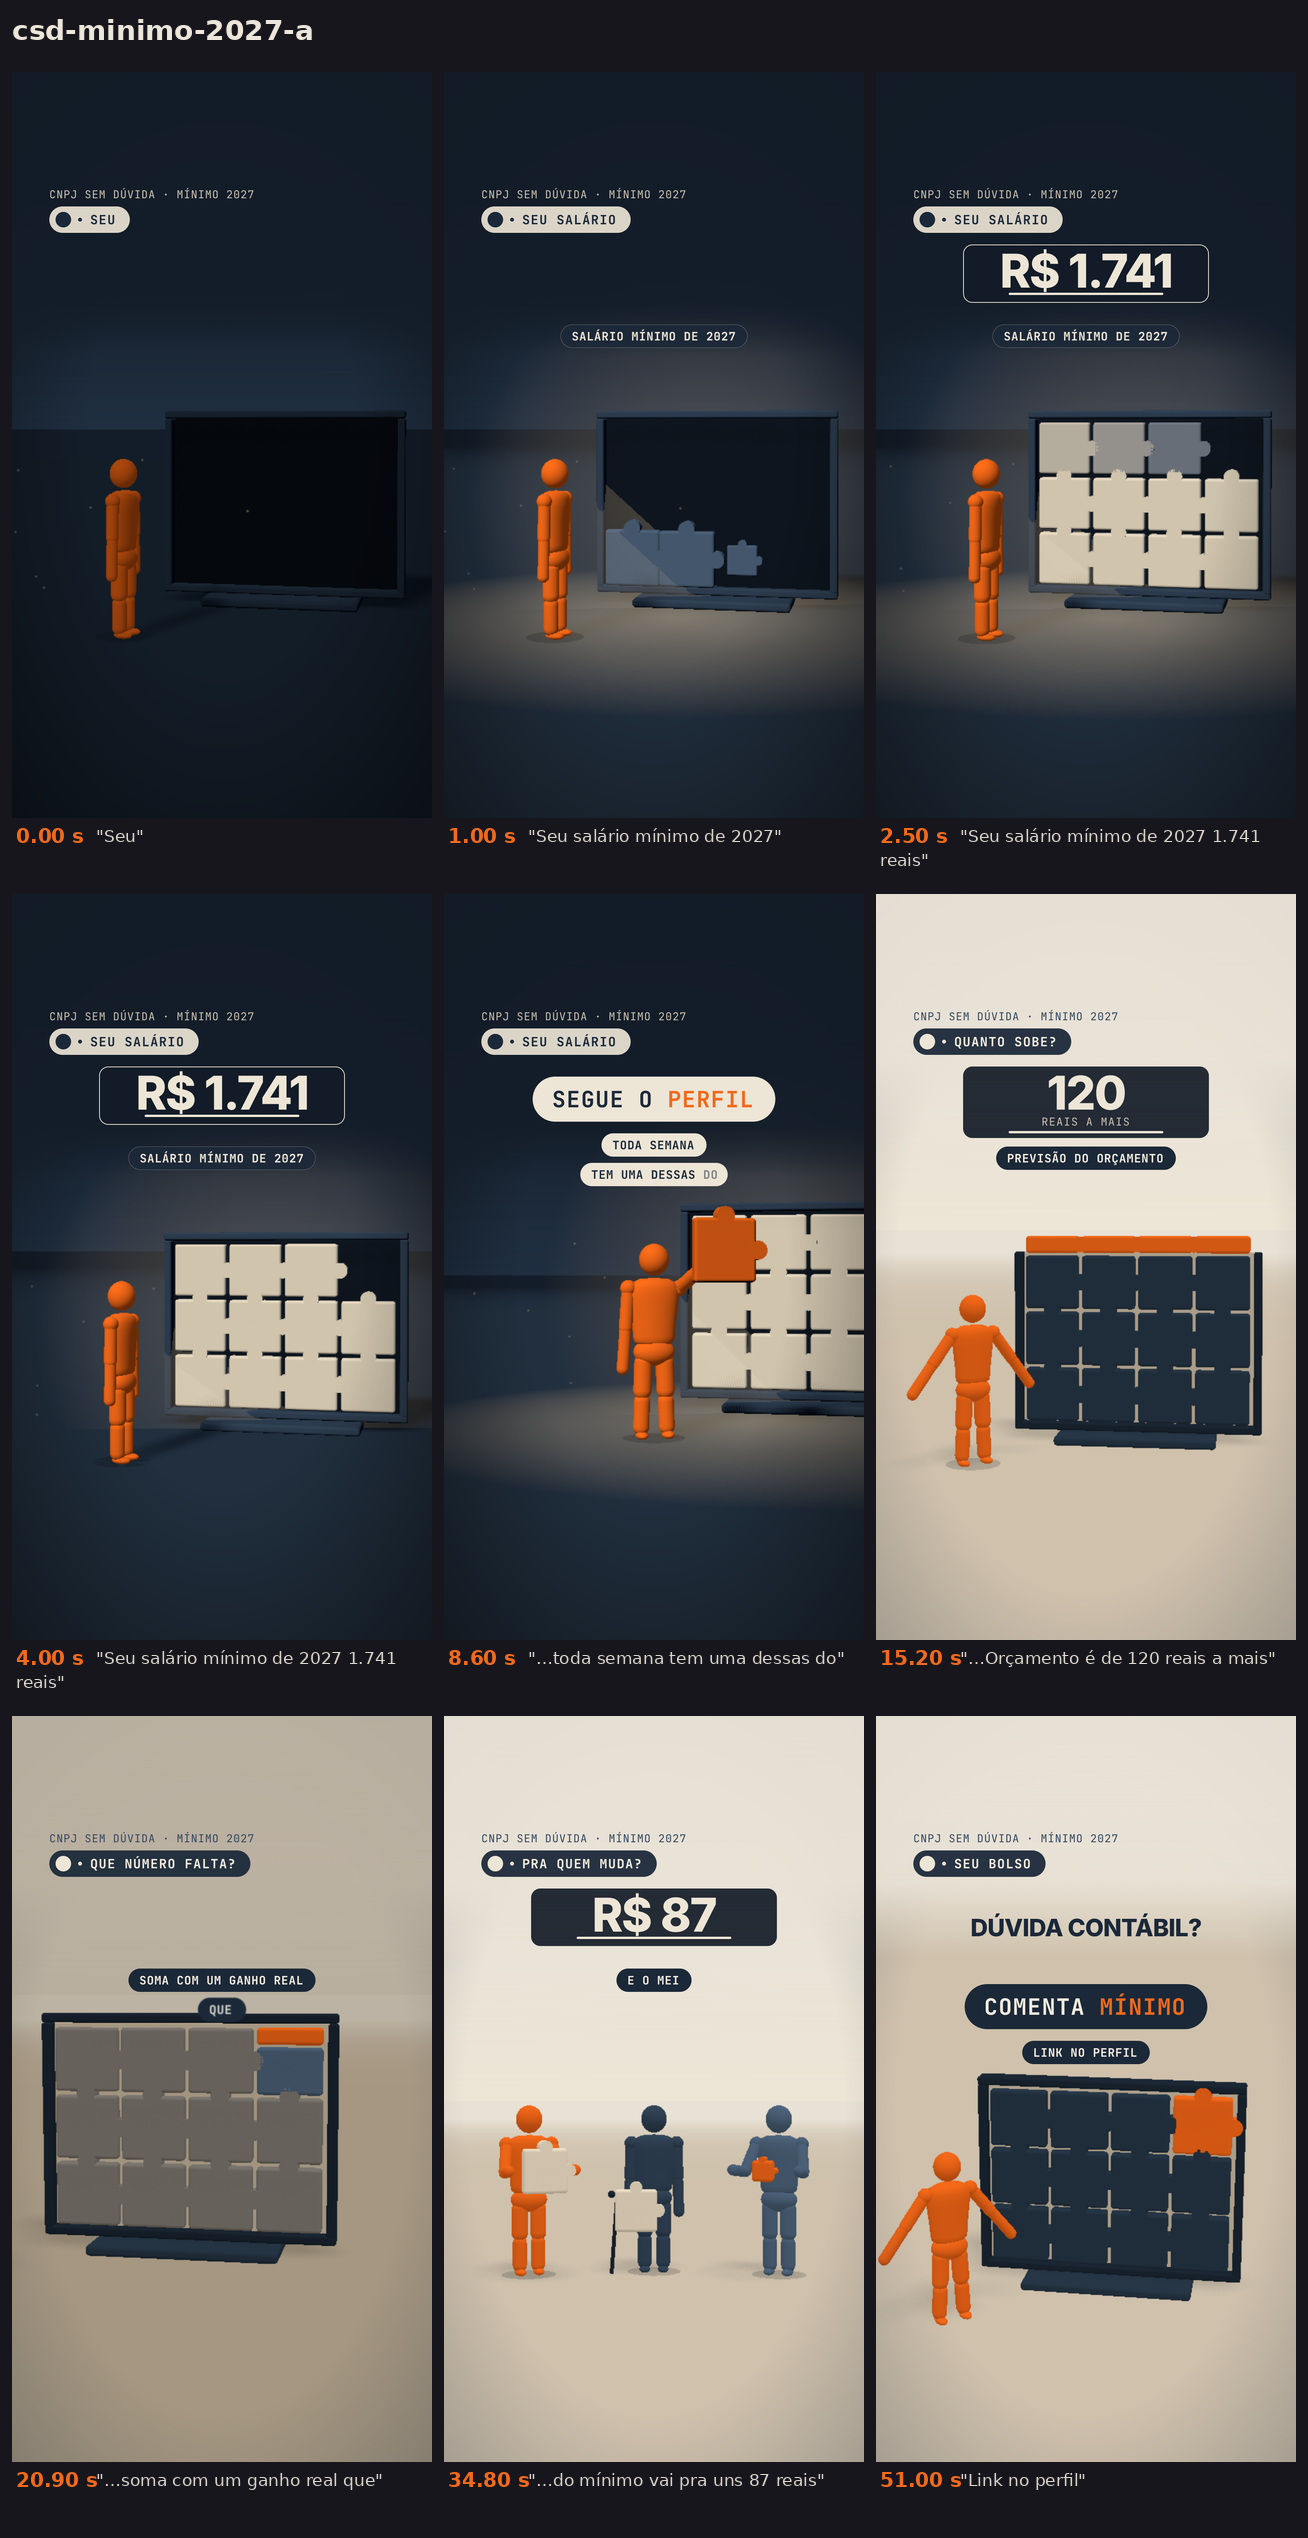 csd-minimo-2027-a
CNPJ SEM DÚVIDA · MÍNIMO 2027
• SEU
0.00 s "Seu"
CNPJ SEM DÚVIDA · MÍNIMO 2027
• SEU SALÁRIO
SALÁRIO MÍNIMO DE 2027
1.00 s "Seu salário mínimo de 2027"
CNPJ SEM DÚVIDA · MÍNIMO 2027
• SEU SALÁRIO
R$ 1.741
SALÁRIO MÍNIMO DE 2027
2.50 s "Seu salário mínimo de 2027 1.741
reais"
CNPJ SEM DÚVIDA · MÍNIMO 2027
• SEU SALÁRIO
R$ 1.741
SALÁRIO MÍNIMO DE 2027
4.00 s "Seu salário mínimo de 2027 1.741
reais"
CNPJ SEM DÚVIDA · MÍNIMO 2027
• SEU SALÁRIO
SEGUE O PERFIL
TODA SEMANA
TEM UMA DESSAS DO
8.60 s "...toda semana tem uma dessas do"
CNPJ SEM DÚVIDA · MÍNIMO 2027
• QUANTO SOBE?
120
REAIS A MAIS
PREVISÃO DO ORÇAMENTO
15.20 s "...Orçamento é de 120 reais a mais"
CNPJ SEM DÚVIDA · MÍNIMO 2027
• QUE NÚMERO FALTA?
SOMA COM UM GANHO REAL
QUE
20.90 s "...soma com um ganho real que"
CNPJ SEM DÚVIDA · MÍNIMO 2027
• PRA QUEM MUDA?
R$ 87
E O MEI
34.80 s "...do mínimo vai pra uns 87 reais"
CNPJ SEM DÚVIDA · MÍNIMO 2027
• SEU BOLSO
DÚVIDA CONTÁBIL?
COMENTA MÍNIMO
LINK NO PERFIL
51.00 s "Link no perfil"